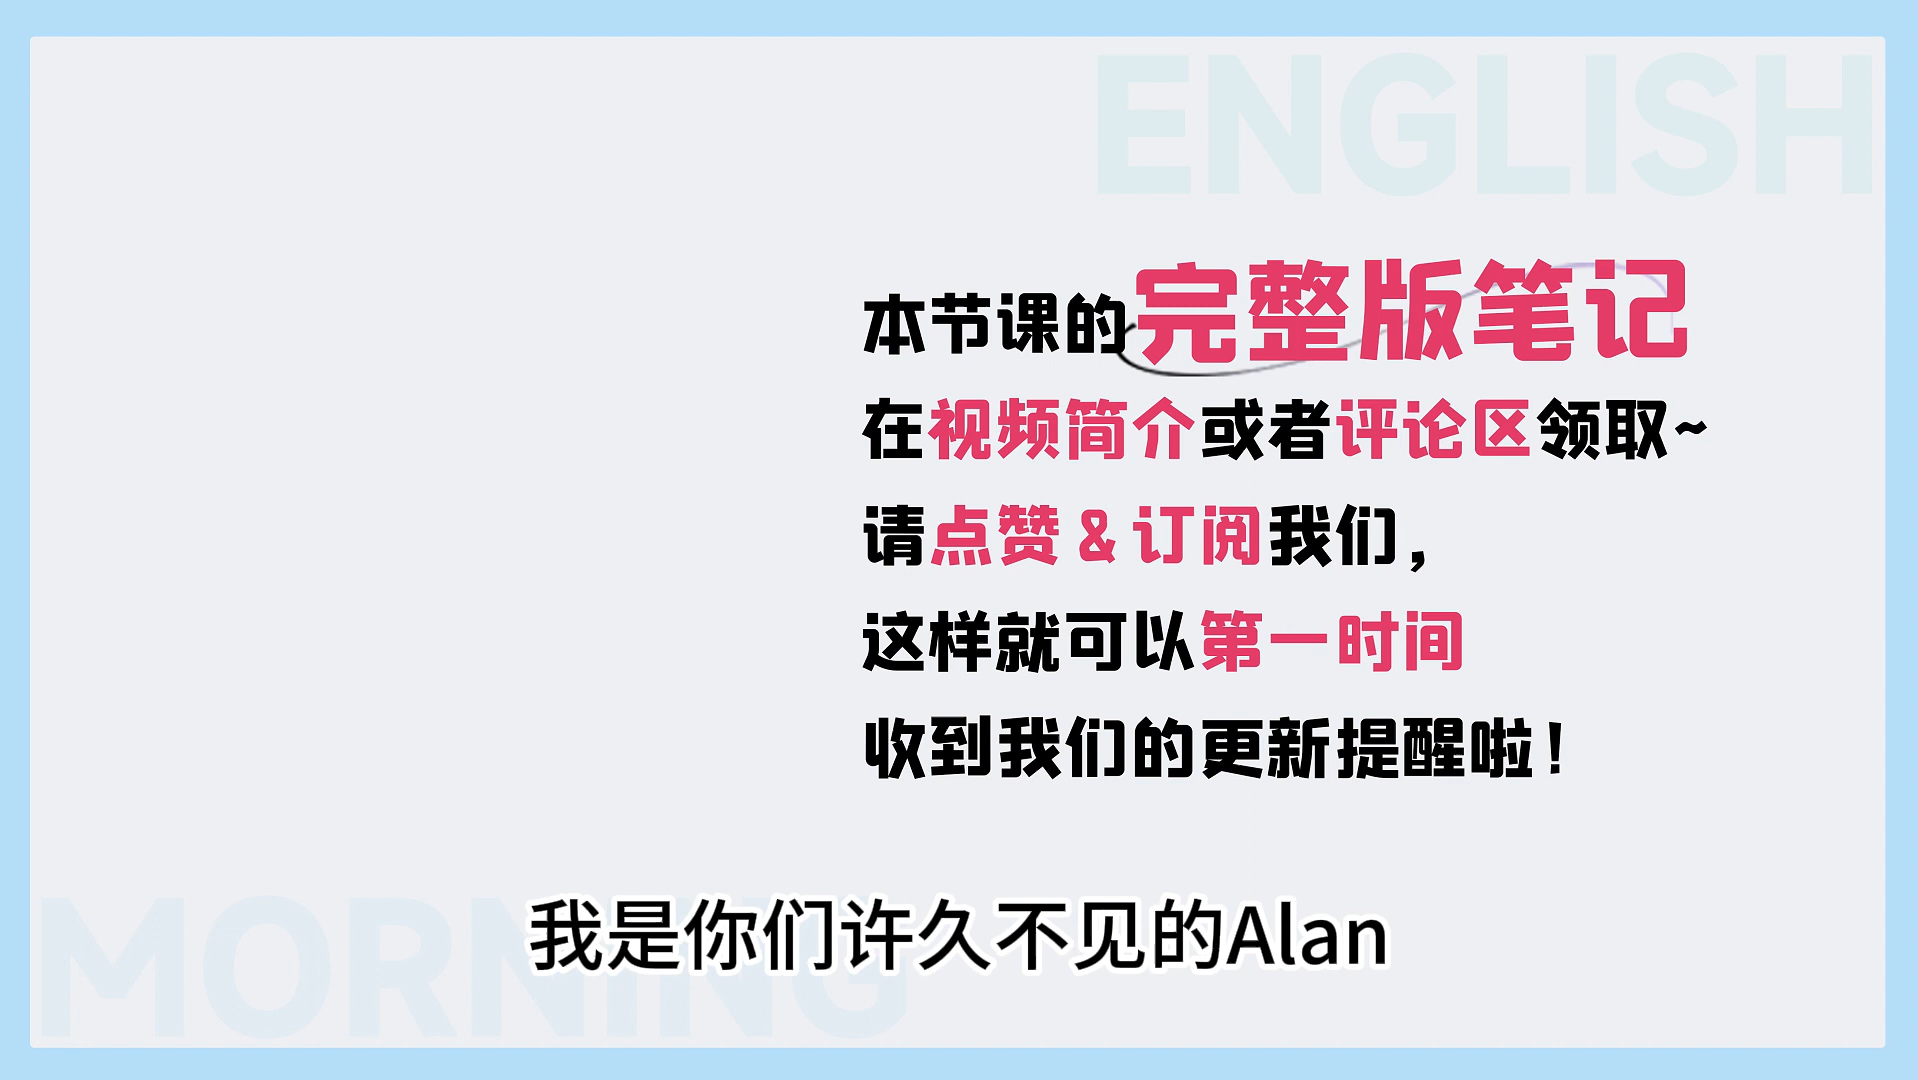 ENGLISH
本节课的完整版笔记
在视频简介或者评论区领取~
请点赞&订阅我们，
这样就可以第一时间
收到我们的更新提醒啦！
我是你们许久不见的Alan
MORNING